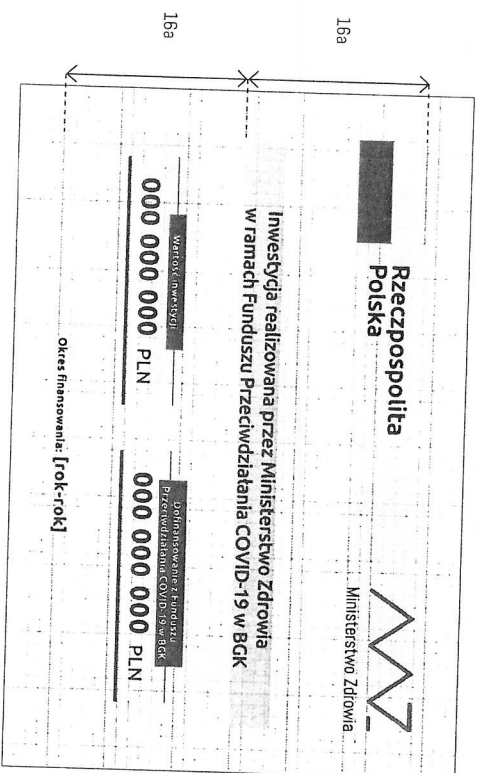 16a
16a
Rzeczpospolita
Polska
Ministerstwo Zdrowia
Inwestycja realizowana przez Ministerstwo Zdrowia
w ramach Funduszu Przeciwdziałania COVID-19 w BGK
Wartość inwestycji
000 000 000 PLN
Dofinansowanie z Funduszu
Przeciwdziałania COVID-19 w BGK
000 000 000 PLN
Okres finansowania: [rok-rok]